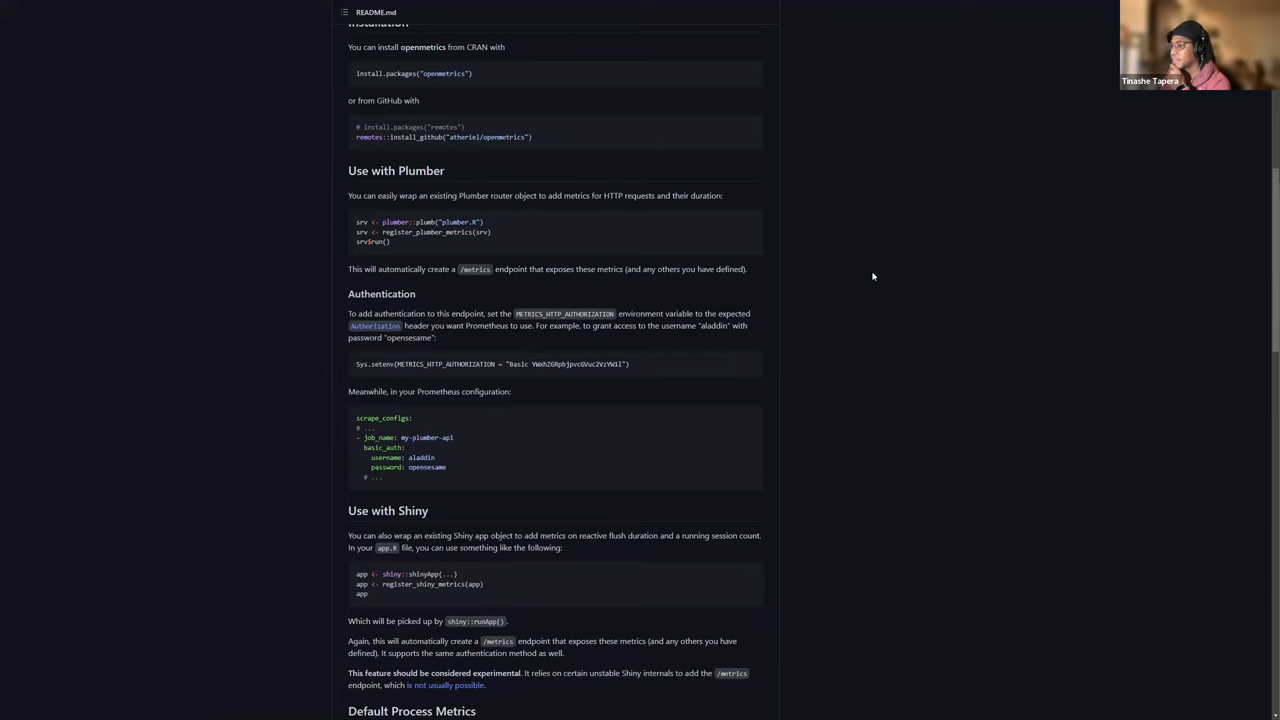 README.md
Installation
You can install openmetrics from CRAN with
install.packages("openmetrics")
or from GitHub with
# install.packages("remotes")
remotes::install_github("atheriel/openmetrics")
Use with Plumber
You can easily wrap an existing Plumber router object to add metrics for HTTP requests and their duration:
srv <- plumber::plumb("plumber.R")
srv <- register_plumber_metrics(srv)
srv$run()
This will automatically create a /metrics endpoint that exposes these metrics (and any others you have defined).
Authentication
To add authentication to this endpoint, set the METRICS_HTTP_AUTHORIZATION environment variable to the expected
Authorization header you want Prometheus to use. For example, to grant access to the username "aladdin" with
password "opensesame":
Sys.setenv(METRICS_HTTP_AUTHORIZATION = "Basic YWxhZGRpbjpvcGVuc2VzYW1l")
Meanwhile, in your Prometheus configuration:
scrape_configs:
# ...
- job_name: my-plumber-api
basic_auth:
username: aladdin
password: opensesame
# ...
Use with Shiny
You can also wrap an existing Shiny app object to add metrics on reactive flush duration and a running session count.
In your app.R file, you can use something like the following:
app <- shiny::shinyApp(...)
app <- register_shiny_metrics(app)
app
Which will be picked up by shiny::runApp().
Again, this will automatically create a /metrics endpoint that exposes these metrics (and any others you have
defined). It supports the same authentication method as well.
This feature should be considered experimental. It relies on certain unstable Shiny internals to add the /metrics
endpoint, which is not usually possible.
Default Process Metrics
Tinashe Tapera